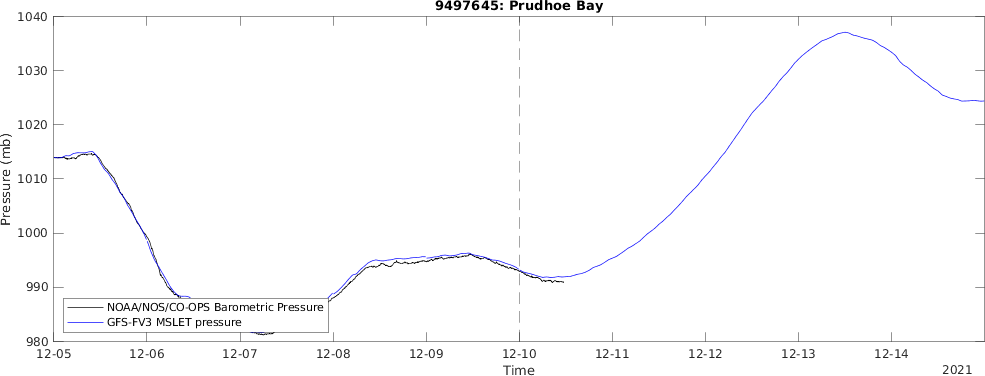 9497645: Prudhoe Bay
1040
1030
1020
1010
1000
990
980
Pressure (mb)
NOAA/NOS/CO-OPS Barometric Pressure
GFS-FV3 MSLET pressure
12-05 12-06 12-07 12-08 12-09 12-10 12-11 12-12 12-13 12-14
Time
2021